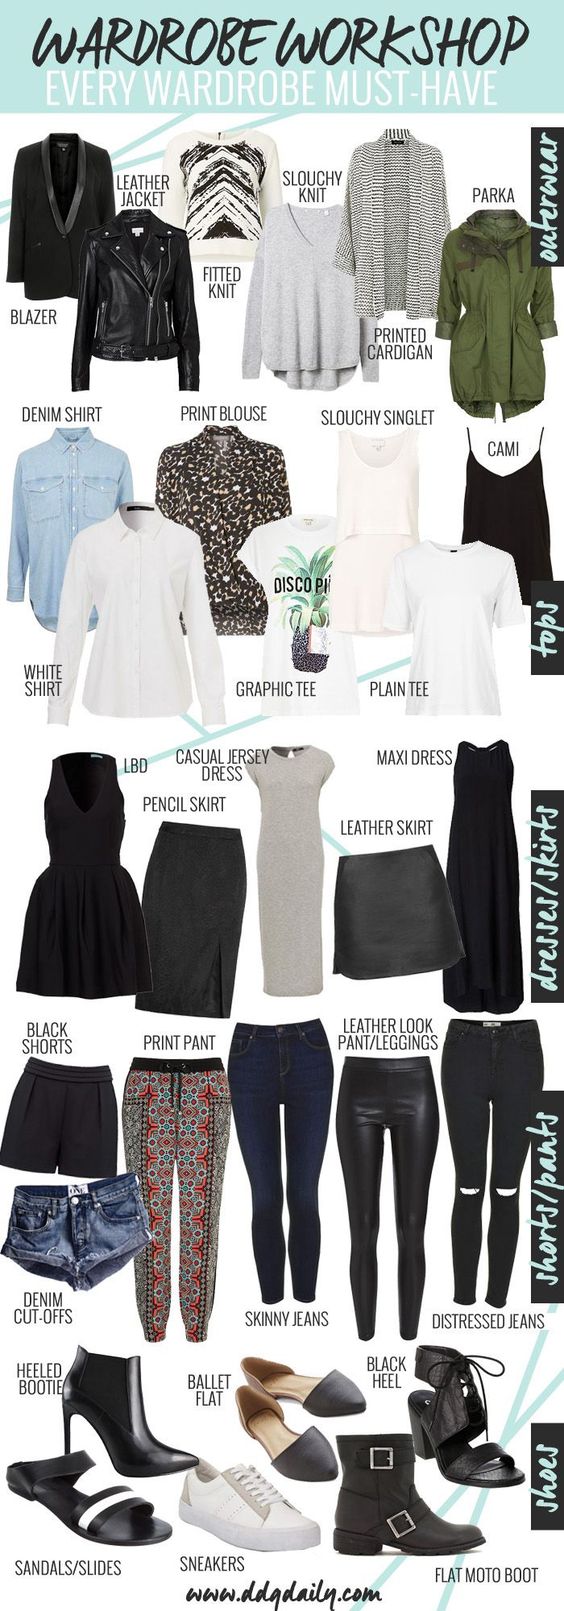 WARDROBE WORKSHOP
EVERY WARDROBE MUST-HAVE
outerwear
LEATHER
JACKET
SLOUCHY
KNIT
PARKA
FITTED
KNIT
BLAZER
PRINTED
CARDIGAN
DENIM SHIRT
PRINT BLOUSE
SLOUCHY SINGLET
CAMI
DISCO PI
tops
WHITE
SHIRT
GRAPHIC TEE
PLAIN TEE
LBD
CASUAL JERSEY
DRESS
MAXI DRESS
PENCIL SKIRT
LEATHER SKIRT
dresses/skirts
BLACK
SHORTS
PRINT PANT
LEATHER LOOK
PANT/LEGGINGS
shorts/pants
DENIM
CUT-OFFS
SKINNY JEANS
DISTRESSED JEANS
HEELED
BOOTIE
BALLET
FLAT
BLACK
HEEL
shoes
SANDALS/SLIDES
SNEAKERS
FLAT MOTO BOOT
www.ddgdaily.com